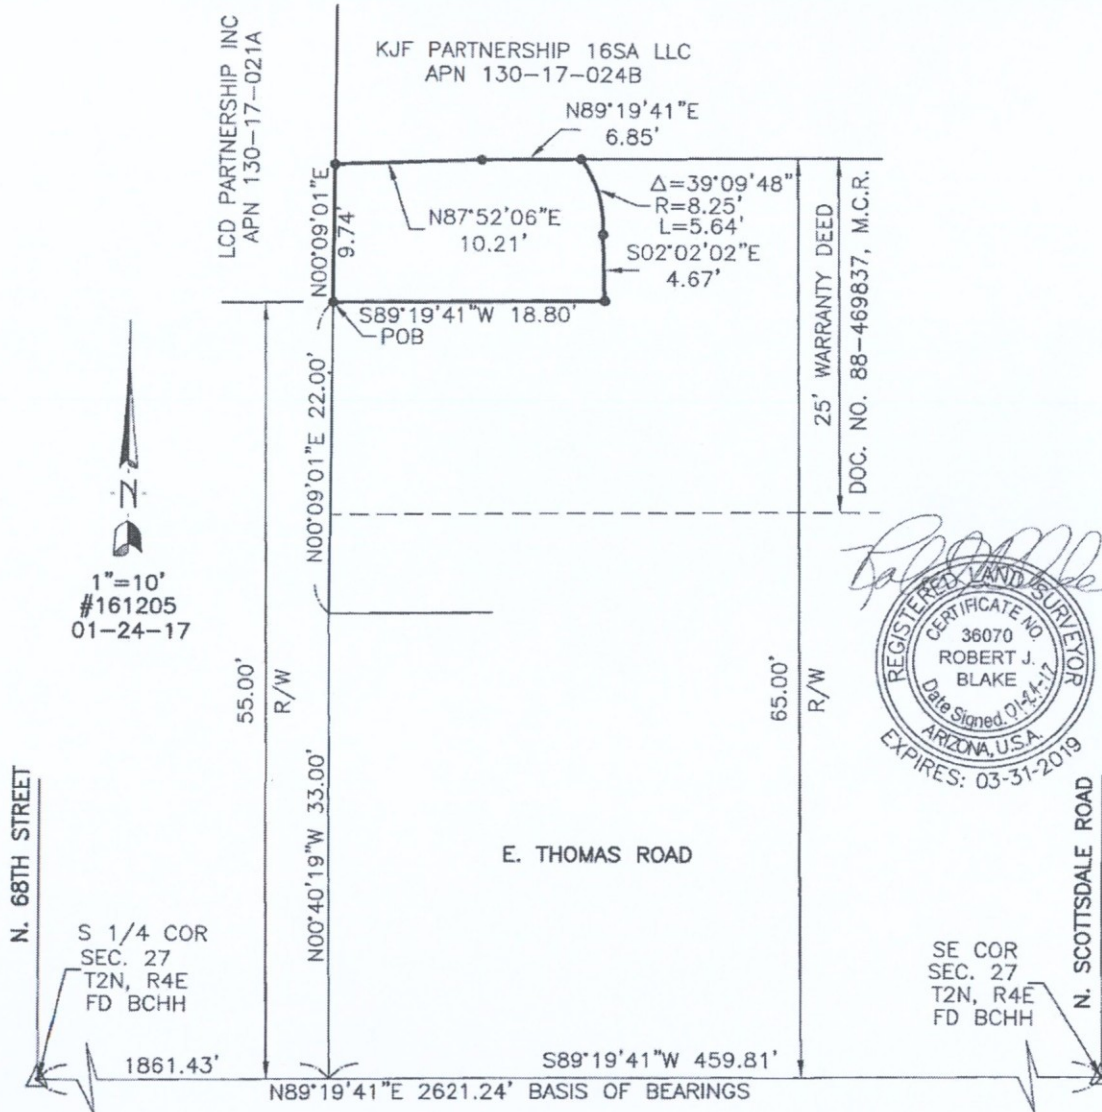 LCD PARTNERSHIP INC
APN 130-17-021A
KJF PARTNERSHIP 16SA LLC
APN 130-17-024B
N89°19'41"E
6.85'
N00°09'01"E
9.74'
N87°52'06"E
10.21'
Δ=39°09'48"
R=8.25'
L=5.64'
S02°02'02"E
4.67'
S89°19'41"W 18.80'
POB
25' WARRANTY DEED
DOC. NO. 88-469837, M.C.R.
N00°09'01"E 22.00'
N
1"=10'
#161205
01-24-17
55.00'
R/W
65.00'
R/W
REGISTERED LAND SURVEYOR
CERTIFICATE NO.
36070
ROBERT J.
BLAKE
Date Signed 01-24-17
ARIZONA, U.S.A.
EXPIRES: 03-31-2019
N00°40'19"W 33.00'
E. THOMAS ROAD
N. 68TH STREET
S 1/4 COR
SEC. 27
T2N, R4E
FD BCHH
SE COR
SEC. 27
T2N, R4E
FD BCHH
N. SCOTTSDALE ROAD
1861.43'
S89°19'41"W 459.81'
N89°19'41"E 2621.24' BASIS OF BEARINGS